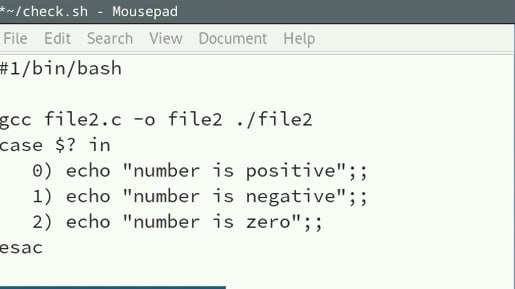 *~/check.sh - Mousepad
File Edit Search View Document Help
#1/bin/bash
gcc file2.c -o file2 ./file2
case $? in
0) echo "number is positive";;
1) echo "number is negative";;
2) echo "number is zero";;
esac